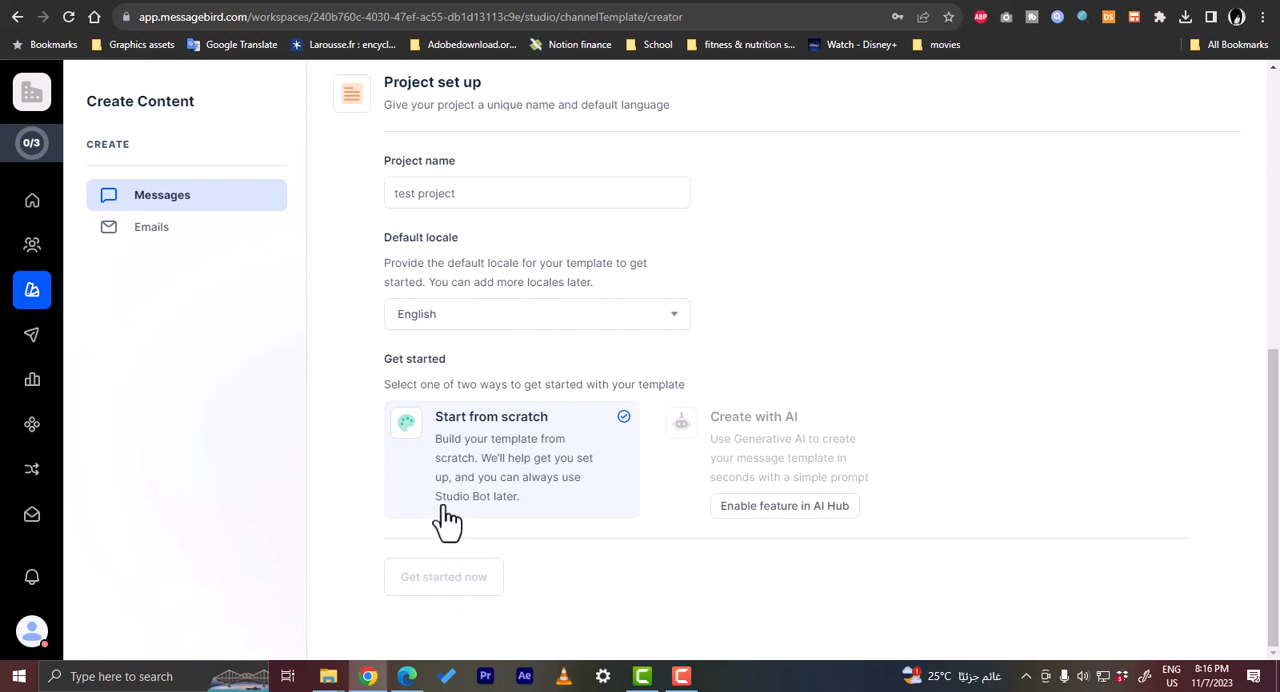 app.messagebird.com/workspaces/240b760c-4030-47ef-ac55-db1d13113c9e/studio/channelTemplate/creator
ABP
DS
Bookmarks
Graphics assets
Google Translate
Larousse.fr : encycl...
Adobedownload.or...
Notion finance
School
fitness & nutrition s...
Watch - Disney+
movies
All Bookmarks
0/3
Create Content
CREATE
Messages
Emails
Project set up
Give your project a unique name and default language
Project name
test project
Default locale
Provide the default locale for your template to get
started. You can add more locales later.
English
Get started
Select one of two ways to get started with your template
Start from scratch
Build your template from
scratch. We'll help get you set
up, and you can always use
Studio Bot later.
Create with AI
Use Generative AI to create
your message template in
seconds with a simple prompt
Enable feature in AI Hub
Get started now
Type here to search
Pr
Ae
1
25°C
غائم جزئيًا
ENG
US
8:16 PM
11/7/2023